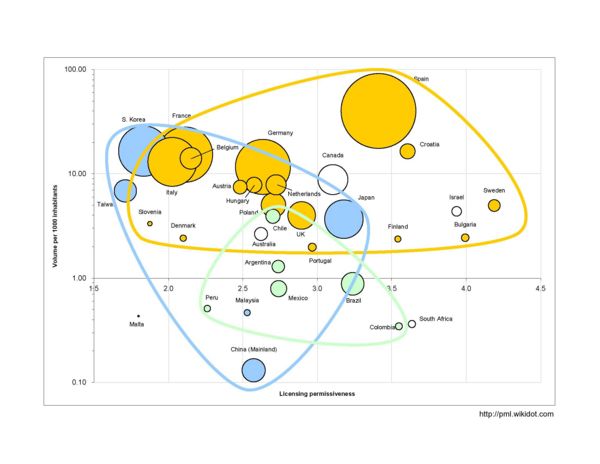 100.00
Spain
France
S. Korea
Germany
Croatia
Belgium
Canada
10.00
Italy
Austria
Netherlands
Hungary
Taiwa
Japan
Israel
Sweden
Poland
Slovenia
Denmark
Chile
UK
Finland
Bulgaria
Australia
Portugal
Argentina
1.00
1.5
2.0
2.5
3.0
3.5
4.0
4.5
Peru
Malaysia
Mexico
Brazil
Malta
Colombia
South Africa
China (Mainland)
0.10
Volume per 1000 inhabitants
Licensing permissiveness
http://pml.wikidot.com